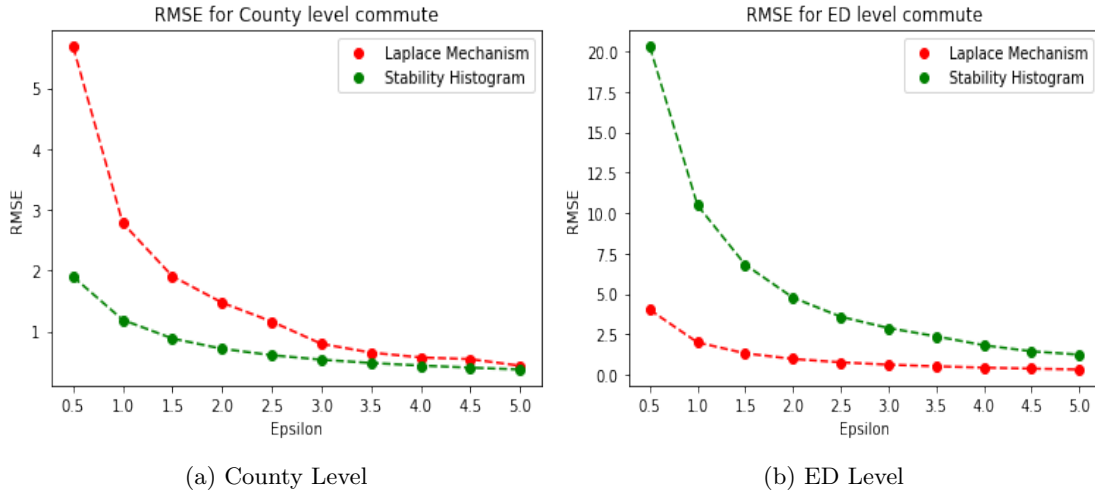 RMSE for County level commute
Laplace Mechanism
Stability Histogram
RMSE
5
4
3
2
1
0.5 1.0 1.5 2.0 2.5 3.0 3.5 4.0 4.5 5.0
Epsilon
(a) County Level
RMSE for ED level commute
Laplace Mechanism
Stability Histogram
RMSE
20.0
17.5
15.0
12.5
10.0
7.5
5.0
2.5
0.0
0.5 1.0 1.5 2.0 2.5 3.0 3.5 4.0 4.5 5.0
Epsilon
(b) ED Level